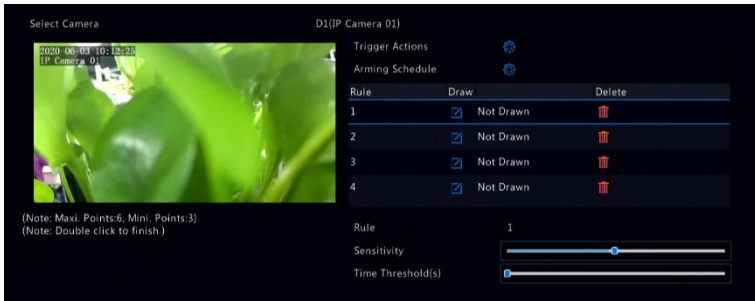 Select Camera
D1(IP Camera 01)
2020-06-03 10:12:25
IP Camera 01
Trigger Actions
Arming Schedule
Rule Draw Delete
1 Not Drawn
2 Not Drawn
3 Not Drawn
4 Not Drawn
(Note: Maxi. Points:6, Mini. Points:3)
(Note: Double click to finish.)
Rule 1
Sensitivity
Time Threshold(s)